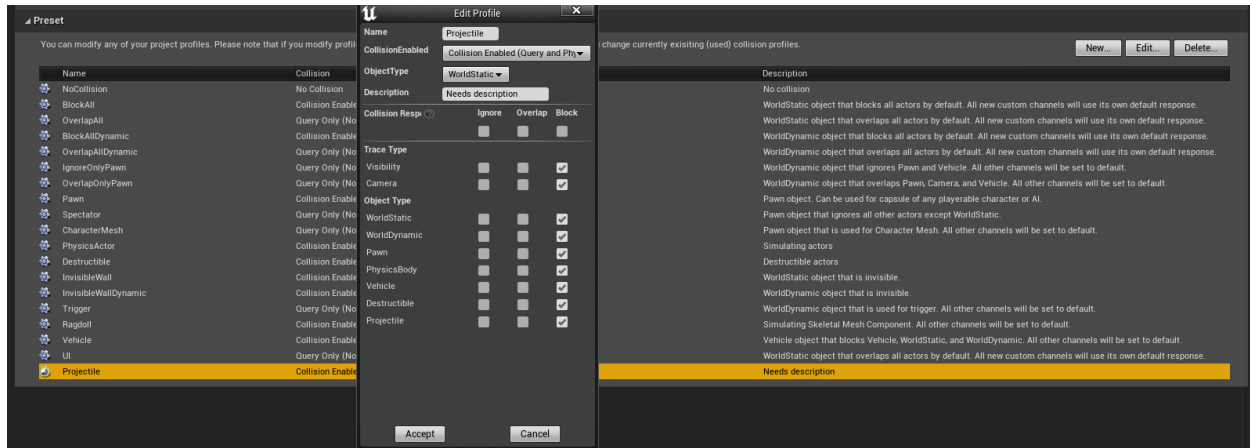 Edit Profile
Preset
You can modify any of your project profiles. Please note that if you modify profil
change currently exisiting (used) collision profiles.
New...
Edit...
Delete...
Name
Collision
Description
NoCollision
No Collision
No collision
BlockAll
Collision Enable
WorldStatic object that blocks all actors by default. All new custom channels will use its own default response.
OverlapAll
Query Only (No
WorldStatic object that overlaps all actors by default. All new custom channels will use its own default response.
BlockAllDynamic
Collision Enable
WorldDynamic object that blocks all actors by default. All new custom channels will use its own default response.
OverlapAllDynamic
Query Only (No
WorldDynamic object that overlaps all actors by default. All new custom channels will use its own default response.
IgnoreOnlyPawn
Query Only (No
WorldDynamic object that ignores Pawn and Vehicle. All other channels will be set to default.
OverlapOnlyPawn
Query Only (No
WorldDynamic object that overlaps Pawn, Camera, and Vehicle. All other channels will be set to default.
Pawn
Collision Enable
Pawn object. Can be used for capsule of any playerable character or AI.
Spectator
Query Only (No
Pawn object that ignores all other actors except WorldStatic.
CharacterMesh
Query Only (No
Pawn object that is used for Character Mesh. All other channels will be set to default.
PhysicsActor
Collision Enable
Simulating actors
Destructible
Collision Enable
Destructible actors
InvisibleWall
Collision Enable
WorldStatic object that is invisible.
InvisibleWallDynamic
Collision Enable
WorldDynamic object that is invisible.
Trigger
Query Only (No
WorldDynamic object that is used for trigger. All other channels will be set to default.
Ragdoll
Collision Enable
Simulating Skeletal Mesh Component. All other channels will be set to default.
Vehicle
Collision Enable
Vehicle object that blocks Vehicle, WorldStatic, and WorldDynamic. All other channels will be set to default.
UI
Query Only (No
WorldStatic object that overlaps all actors by default. All new custom channels will use its own default response.
Projectile
Collision Enable
Needs description
Name
Projectile
CollisionEnabled
Collision Enabled (Query and Phy
ObjectType
WorldStatic
Description
Needs description
Collision Respo
Ignore
Overlap
Block
Trace Type
Visibility
Camera
Object Type
WorldStatic
WorldDynamic
Pawn
PhysicsBody
Vehicle
Destructible
Projectile
Accept
Cancel